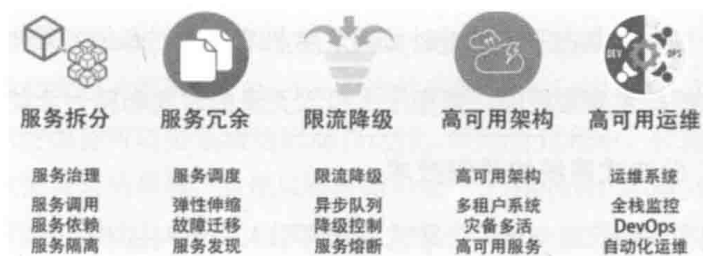 DEV OPS
服务拆分 服务冗余 限流降级 高可用架构 高可用运维
服务治理 服务调度 限流降级 高可用架构 运维系统
服务调用 弹性伸缩 异步队列 多租户系统 全栈监控
服务依赖 故障迁移 降级控制 灾备多活 DevOps
服务隔离 服务发现 服务熔断 高可用服务 自动化运维